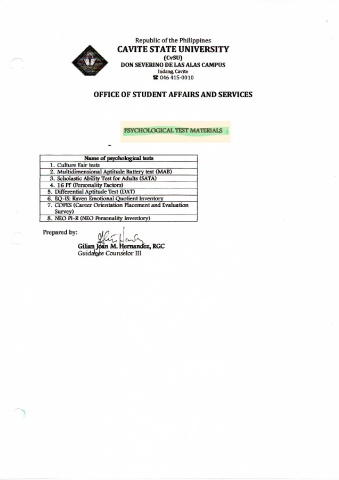 Republic of the Philippines
CAVITE STATE UNIVERSITY
(CvSU)
DON SEVERINO DE LAS ALAS CAMPUS
Indang, Cavite
☎ 046 415-0010
OFFICE OF STUDENT AFFAIRS AND SERVICES
PSYCHOLOGICAL TEST MATERIALS
Name of psychological tests
1. Culture Fair tests
2. Multidimensional Aptitude Battery test (MAB)
3. Scholastic Ability Test for Adults (SATA)
4. 16 Pf (Personality Factors)
5. Differential Aptitude Test (DAT)
6. EQ-IS: Raven Emotional Quotient Inventory
7. COPES (Career Orientation Placement and Evaluation
Survey)
8. NEO PI-R (NEO Personality Inventory)
Prepared by:
Gilian Joan M. Hernandez, RGC
Guidance Counselor III